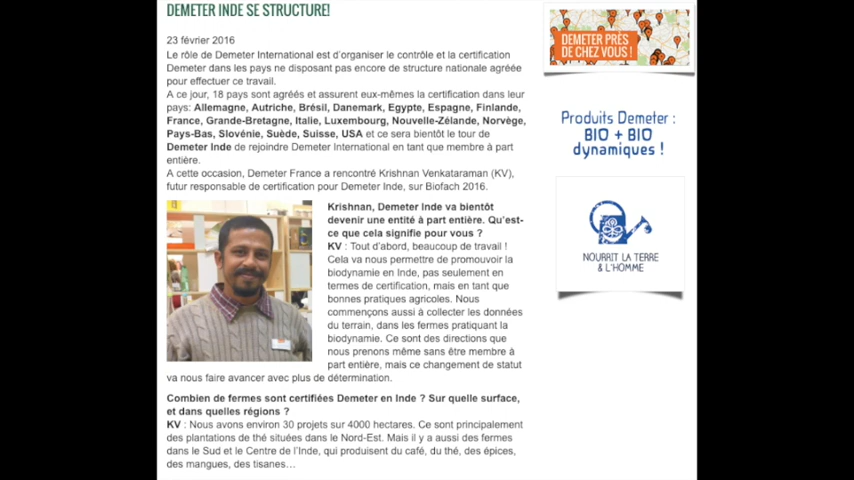 DEMETER INDE SE STRUCTURE!
23 février 2016
Le rôle de Demeter International est d'organiser le contrôle et la certification
Demeter dans les pays ne disposant pas encore de structure nationale agréée
pour effectuer ce travail.
A ce jour, 18 pays sont agréés et assurent eux-mêmes la certification dans leur
pays: Allemagne, Autriche, Brésil, Danemark, Egypte, Espagne, Finlande,
France, Grande-Bretagne, Italie, Luxembourg, Nouvelle-Zélande, Norvège,
Pays-Bas, Slovénie, Suède, Suisse, USA et ce sera bientôt le tour de
Demeter Inde de rejoindre Demeter International en tant que membre à part
entière.
A cette occasion, Demeter France a rencontré Krishnan Venkataraman (KV),
futur responsable de certification pour Demeter Inde, sur Biofach 2016.
Krishnan, Demeter Inde va bientôt
devenir une entité à part entière. Qu'est-
ce que cela signifie pour vous ?
KV : Tout d'abord, beaucoup de travail !
Cela va nous permettre de promouvoir la
biodynamie en Inde, pas seulement en
termes de certification, mais en tant que
bonnes pratiques agricoles. Nous
commençons aussi à collecter les données
du terrain, dans les fermes pratiquant la
biodynamie. Ce sont des directions que
nous prenons même sans être membre à
part entière, mais ce changement de statut
va nous faire avancer avec plus de détermination.
Combien de fermes sont certifiées Demeter en Inde ? Sur quelle surface,
et dans quelles régions ?
KV : Nous avons environ 30 projets sur 4000 hectares. Ce sont principalement
des plantations de thé situées dans le Nord-Est. Mais il y a aussi des fermes
dans le Sud et le Centre de l'Inde, qui produisent du café, du thé, des épices,
des mangues, des tisanes…
DEMETER PRÈS
DE CHEZ VOUS !
Produits Demeter :
BIO + BIO
dynamiques !
NOURRIT LA TERRE
& L'HOMME